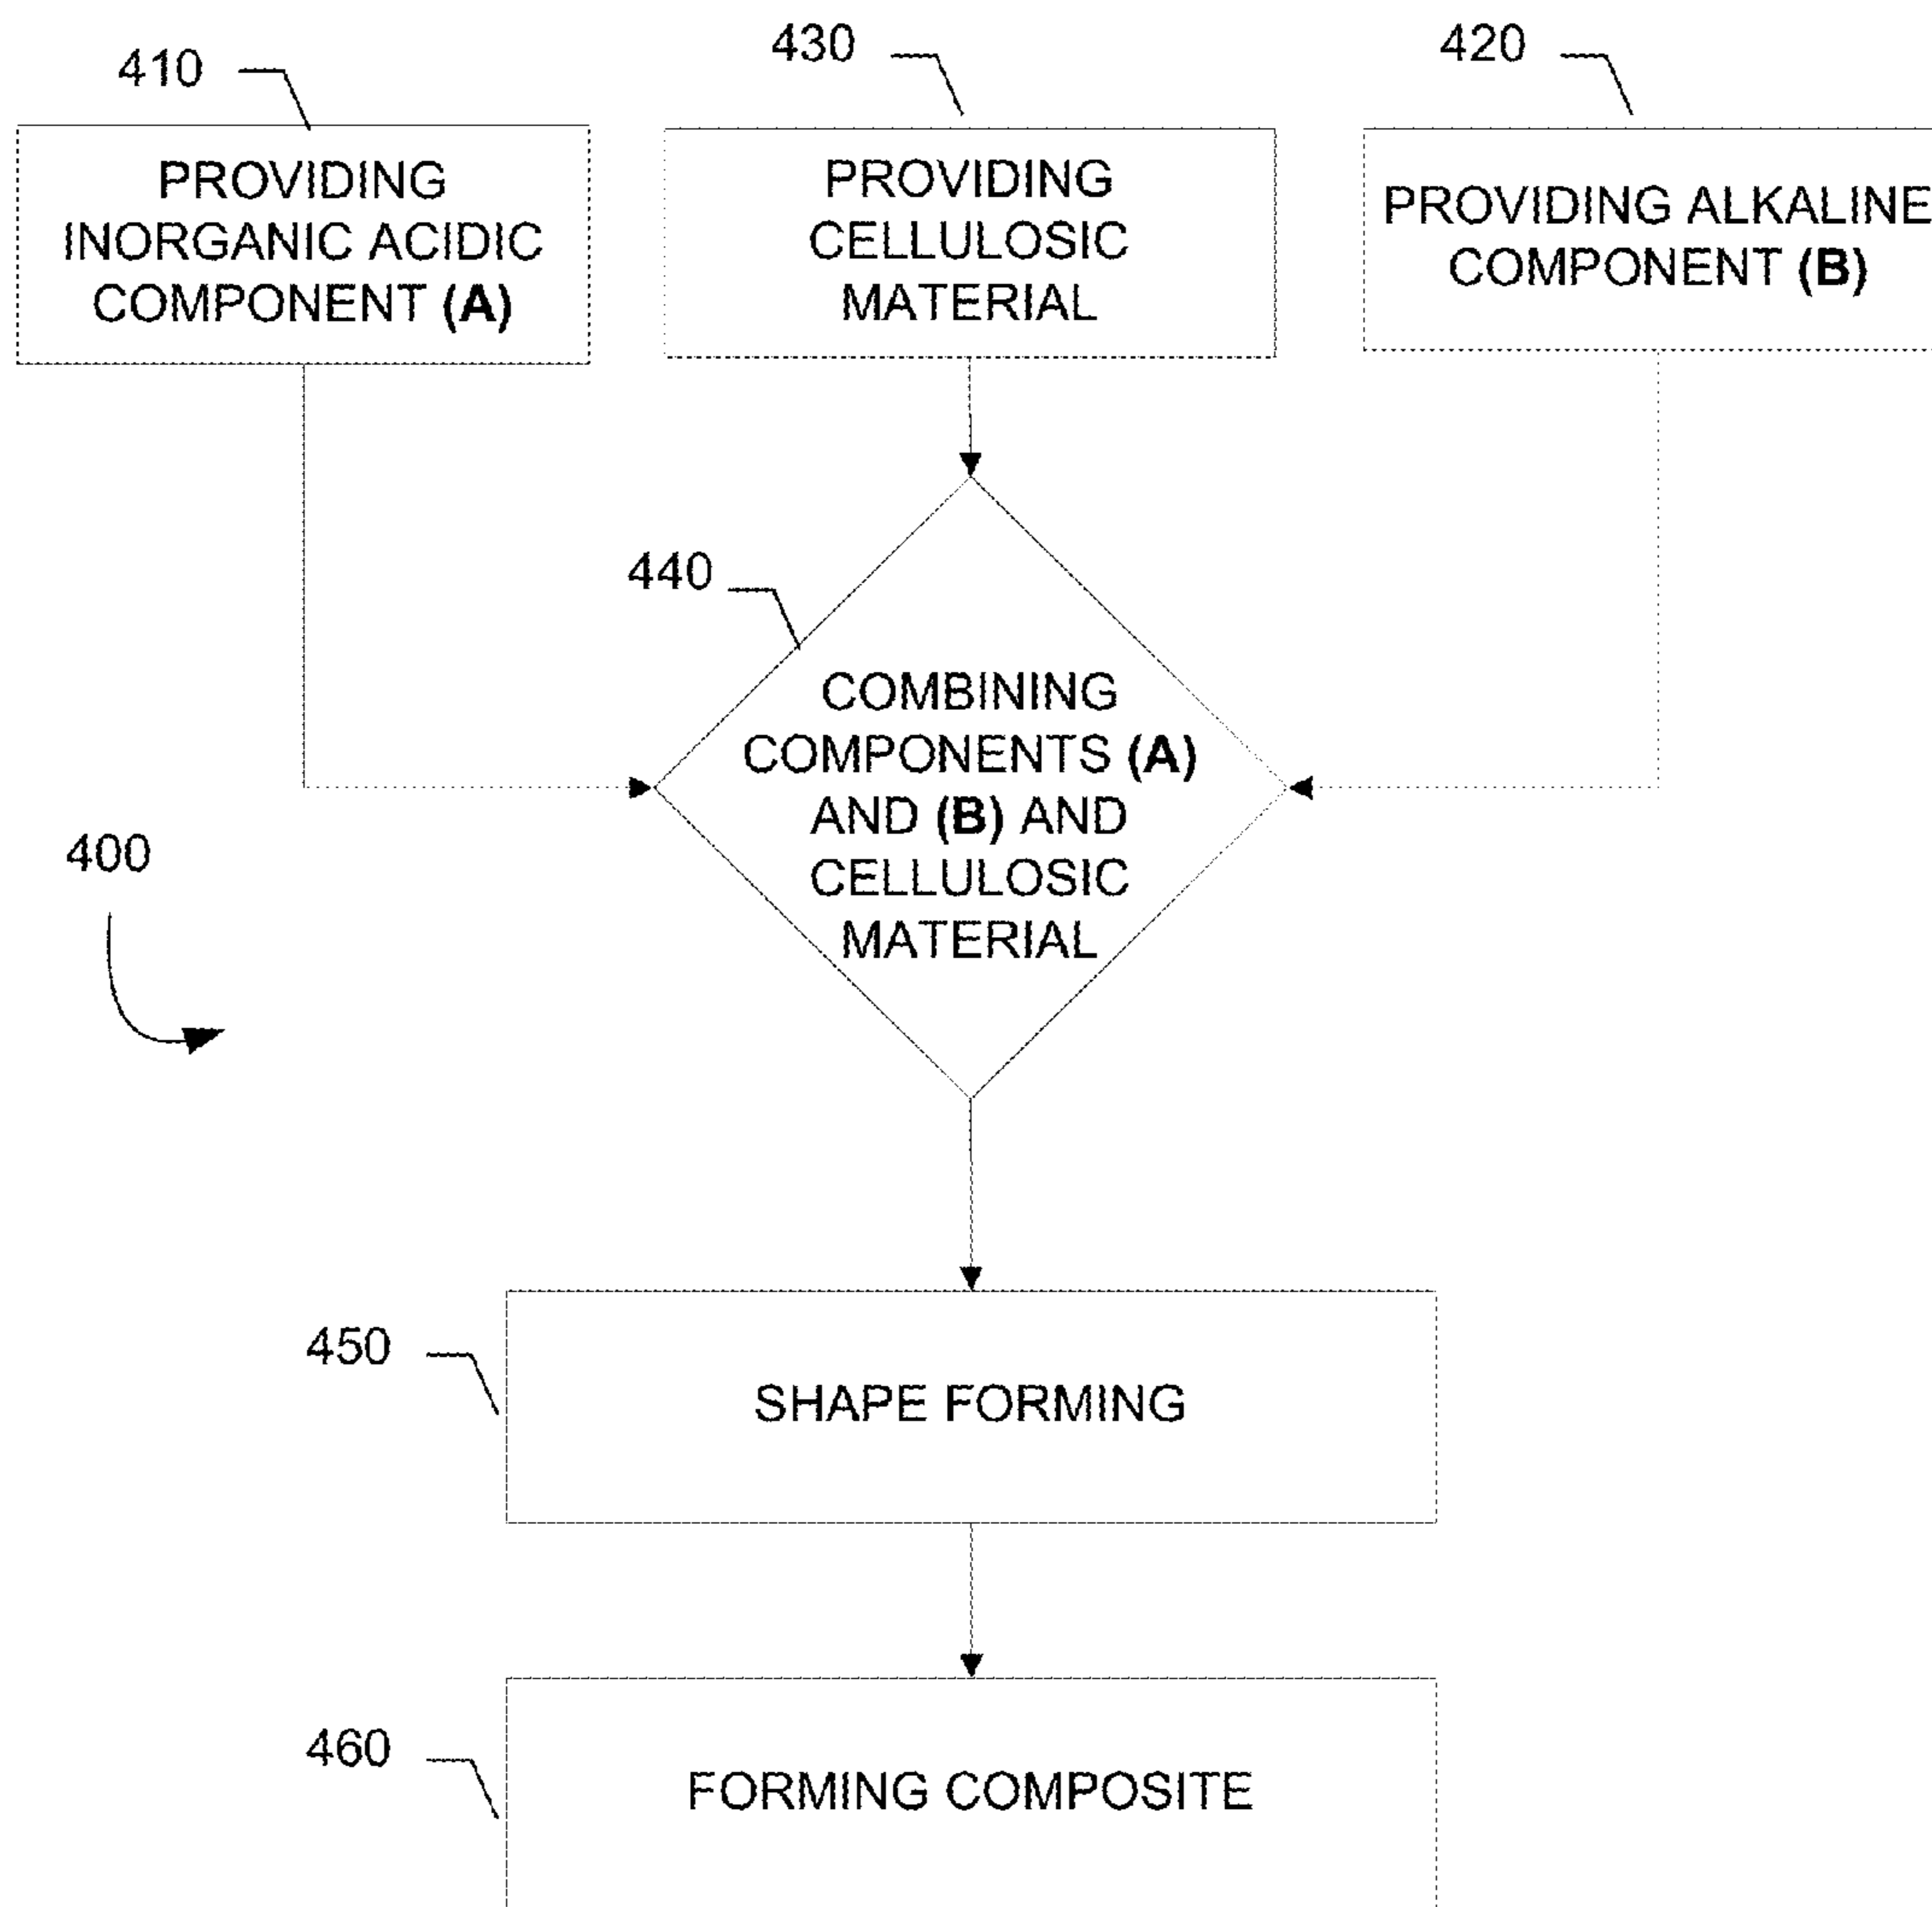 410
PROVIDING
INORGANIC ACIDIC
COMPONENT (A)
430
PROVIDING
CELLULOSIC
MATERIAL
420
PROVIDING ALKALINE
COMPONENT (B)
440
COMBINING
COMPONENTS (A)
AND (B) AND
CELLULOSIC
MATERIAL
400
450
SHAPE FORMING
460
FORMING COMPOSITE